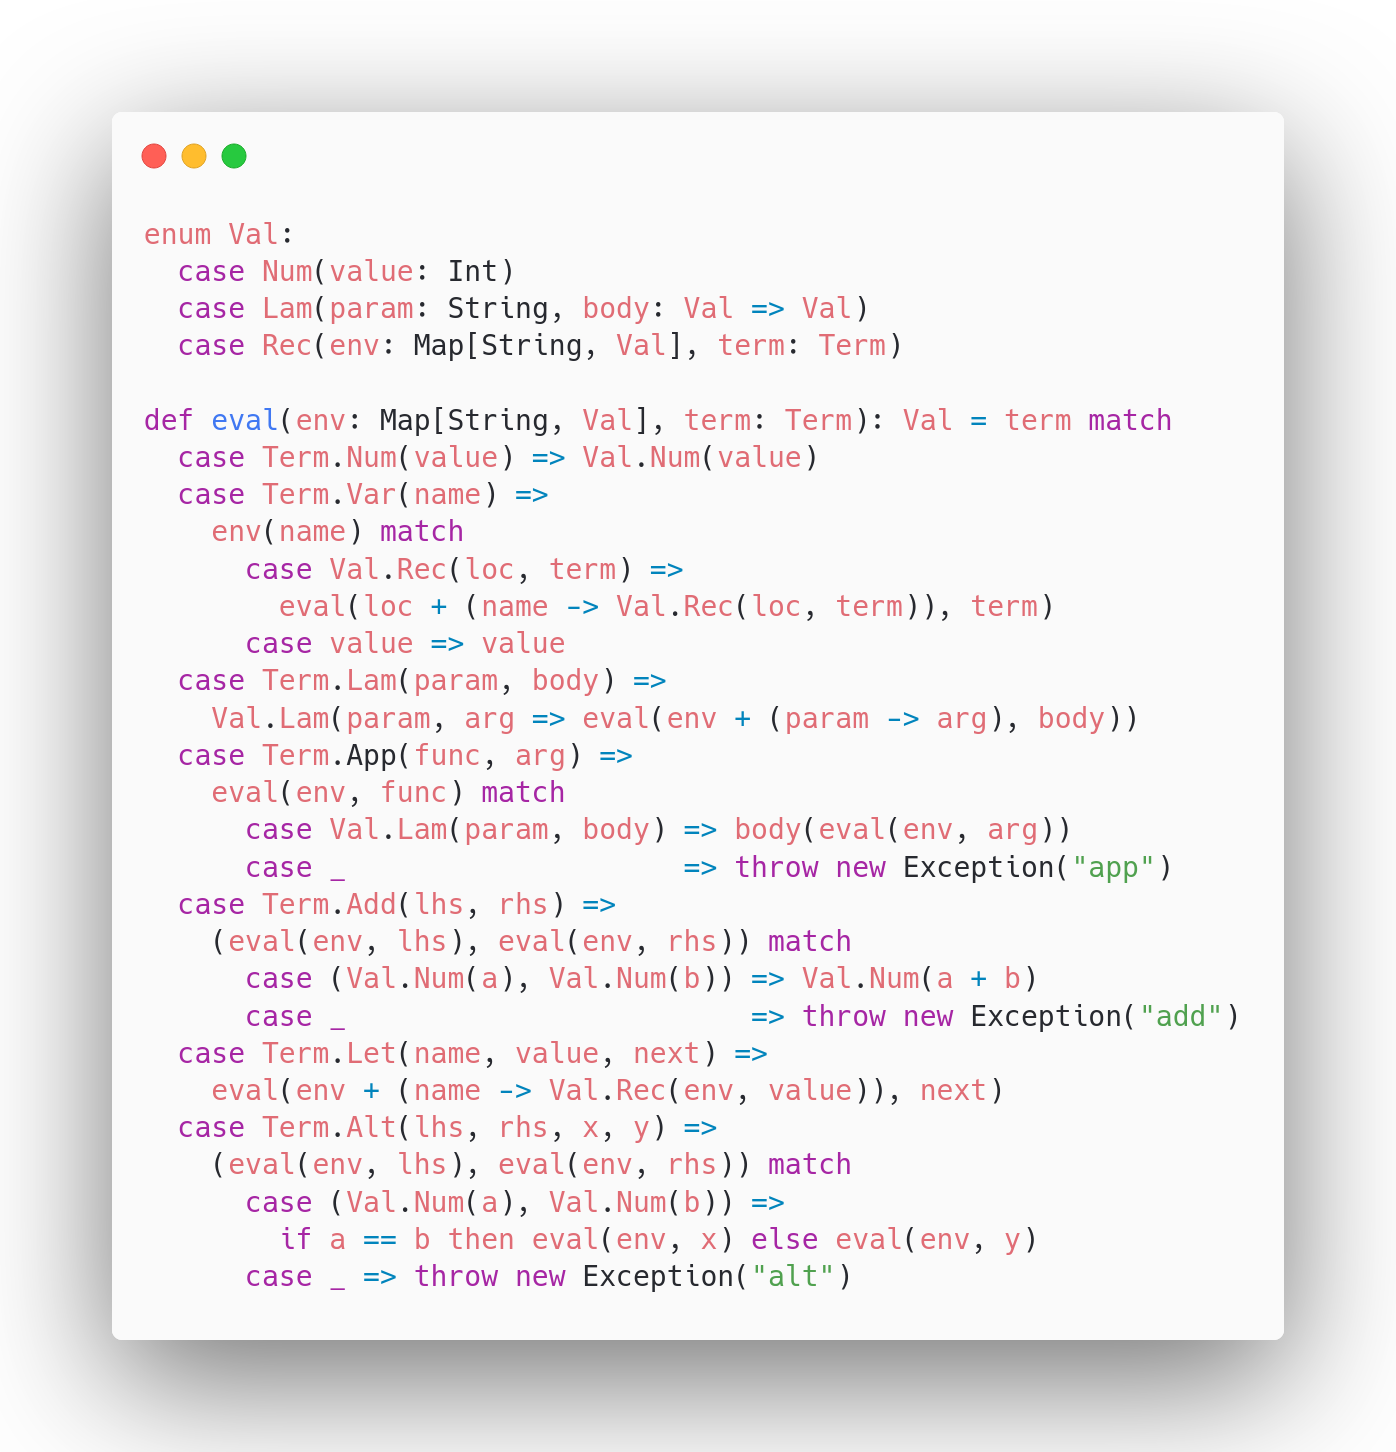 enum Val:
  case Num(value: Int)
  case Lam(param: String, body: Val => Val)
  case Rec(env: Map[String, Val], term: Term)

def eval(env: Map[String, Val], term: Term): Val = term match
  case Term.Num(value) => Val.Num(value)
  case Term.Var(name) =>
    env(name) match
      case Val.Rec(loc, term) =>
        eval(loc + (name -> Val.Rec(loc, term)), term)
      case value => value
  case Term.Lam(param, body) =>
    Val.Lam(param, arg => eval(env + (param -> arg), body))
  case Term.App(func, arg) =>
    eval(env, func) match
      case Val.Lam(param, body) => body(eval(env, arg))
      case _                    => throw new Exception("app")
  case Term.Add(lhs, rhs) =>
    (eval(env, lhs), eval(env, rhs)) match
      case (Val.Num(a), Val.Num(b)) => Val.Num(a + b)
      case _                        => throw new Exception("add")
  case Term.Let(name, value, next) =>
    eval(env + (name -> Val.Rec(env, value)), next)
  case Term.Alt(lhs, rhs, x, y) =>
    (eval(env, lhs), eval(env, rhs)) match
      case (Val.Num(a), Val.Num(b)) =>
        if a == b then eval(env, x) else eval(env, y)
      case _ => throw new Exception("alt")